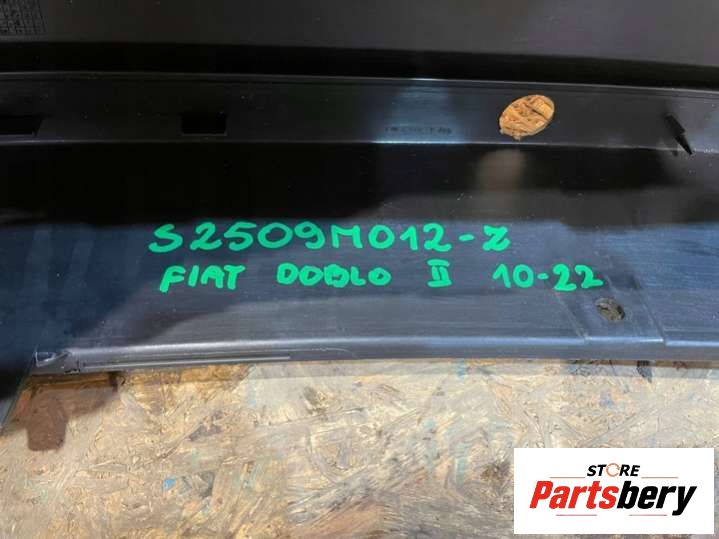 S2509M012-Z
FIAT DOBLO II 10-22
STORE
Partsbery